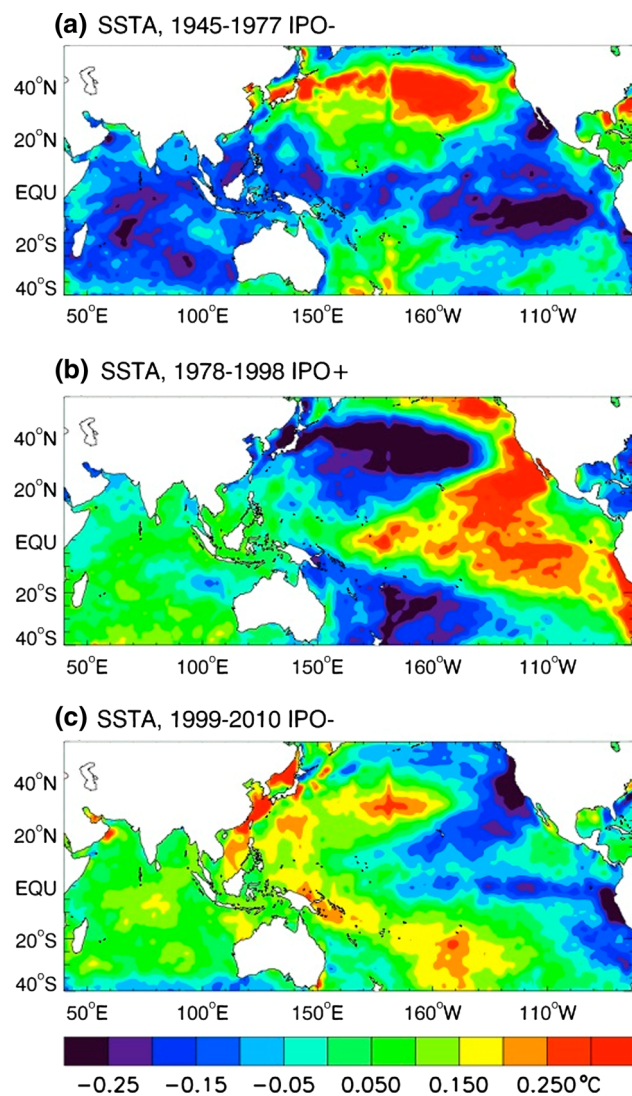 (a) SSTA, 1945-1977 IPO-
40°N
20°N
EQU
20°S
40°S
50°E 100°E 150°E 160°W 110°W
(b) SSTA, 1978-1998 IPO+
40°N
20°N
EQU
20°S
40°S
50°E 100°E 150°E 160°W 110°W
(c) SSTA, 1999-2010 IPO-
40°N
20°N
EQU
20°S
40°S
50°E 100°E 150°E 160°W 110°W
−0.25 −0.15 −0.05 0.050 0.150 0.250°C